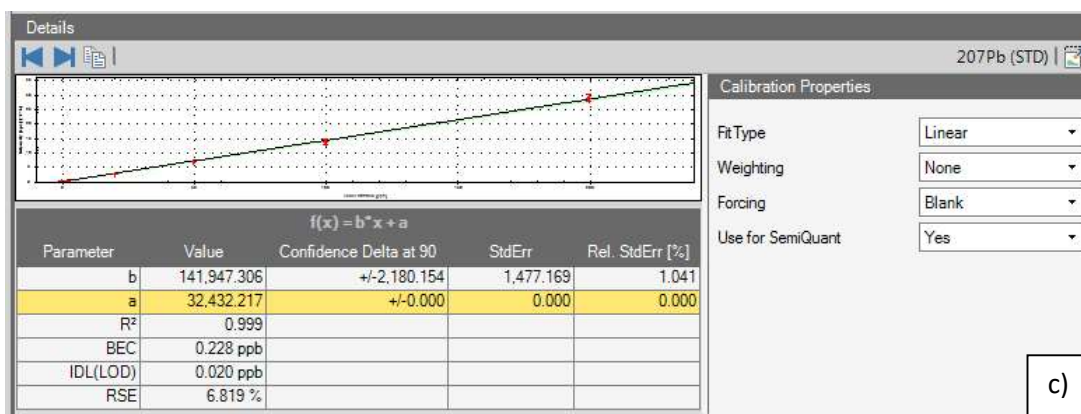 Details
207Pb (STD)
Calibration Properties
Fit Type Linear
Weighting None
Forcing Blank
Use for SemiQuant Yes
f(x) = b*x + a
Parameter Value Confidence Delta at 90 StdErr Rel. StdErr [%]
b 141,947.306 +/-2,180.154 1,477.169 1.041
a 32,432.217 +/-0.000 0.000 0.000
R² 0.999
BEC 0.228 ppb
IDL(LOD) 0.020 ppb
RSE 6.819 %
c)